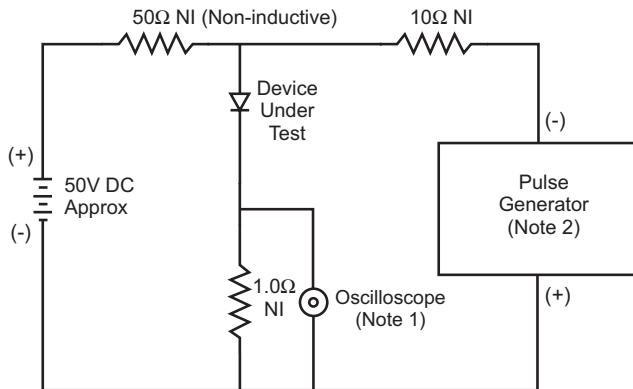 50Ω NI (Non-inductive)
10Ω NI
Device
Under
Test
(+)
50V DC
Approx
(-)
(-)
Pulse
Generator
(Note 2)
(+)
1.0Ω
NI
Oscilloscope
(Note 1)